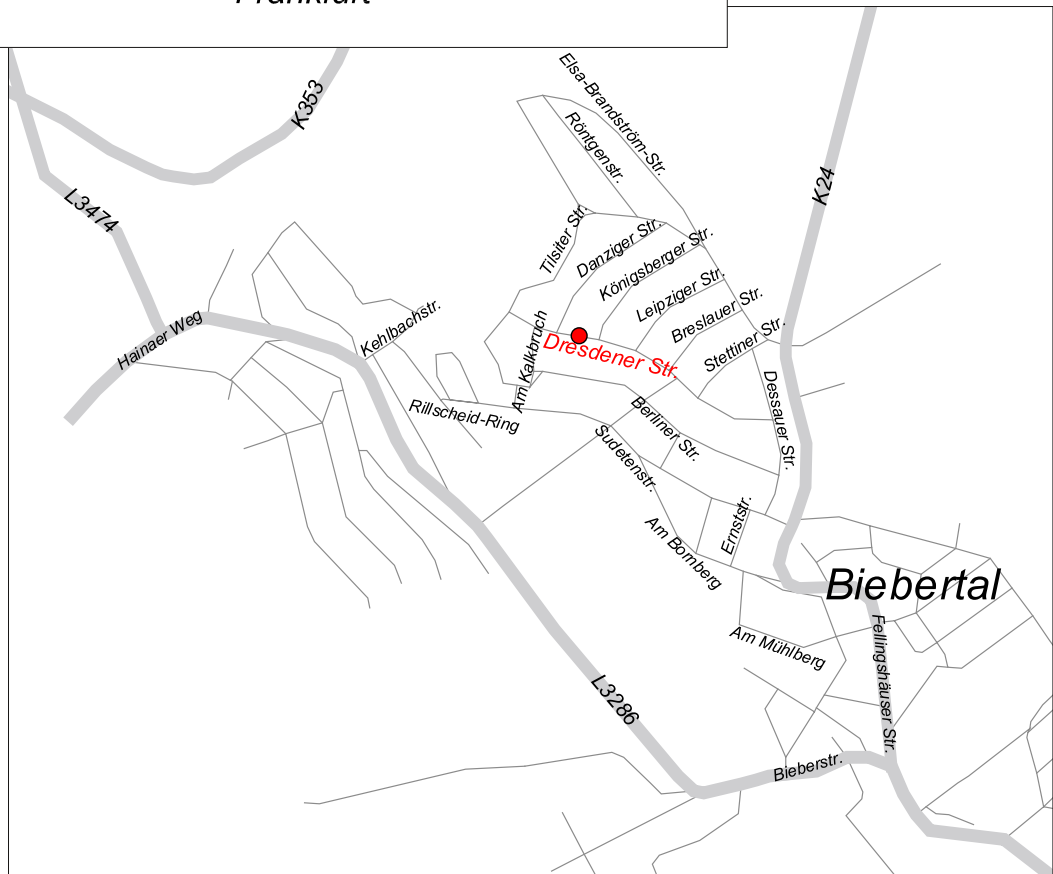 Frankfurt
K353
Elsa-Brandström-Str.
Röntgenstr.
K24
L3474
Tilsiter Str.
Danziger Str.
Königsberger Str.
Leipziger Str.
Breslauer Str.
Stettiner Str.
Hainaer Weg
Kehlbachstr.
Am Kalkbruch
Dresdener Str.
Dessauer Str.
Rillscheid-Ring
Berliner Str.
Sudetenstr.
Ernststr.
Am Bornberg
Biebertal
Am Mühlberg
Fellingshäuser Str.
L3286
Bieberstr.